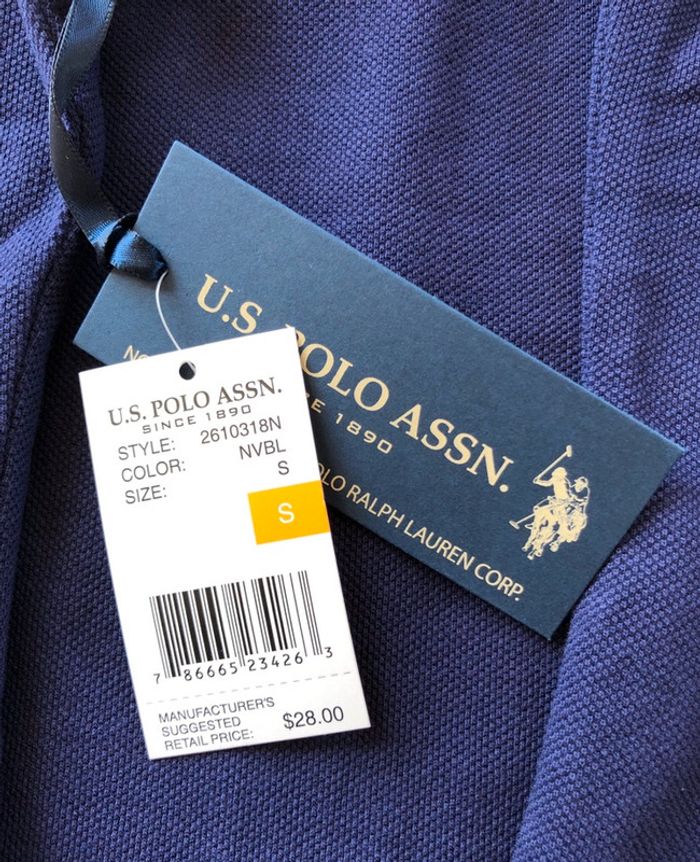 U.S. POLO ASSN.
SINCE 1890
STYLE: 2610318N
COLOR: NVBL
SIZE: S
S
7 86665 23426 3
MANUFACTURER'S
SUGGESTED
RETAIL PRICE: $28.00
U.S. POLO ASSN.
1890
RALPH LAUREN CORP.